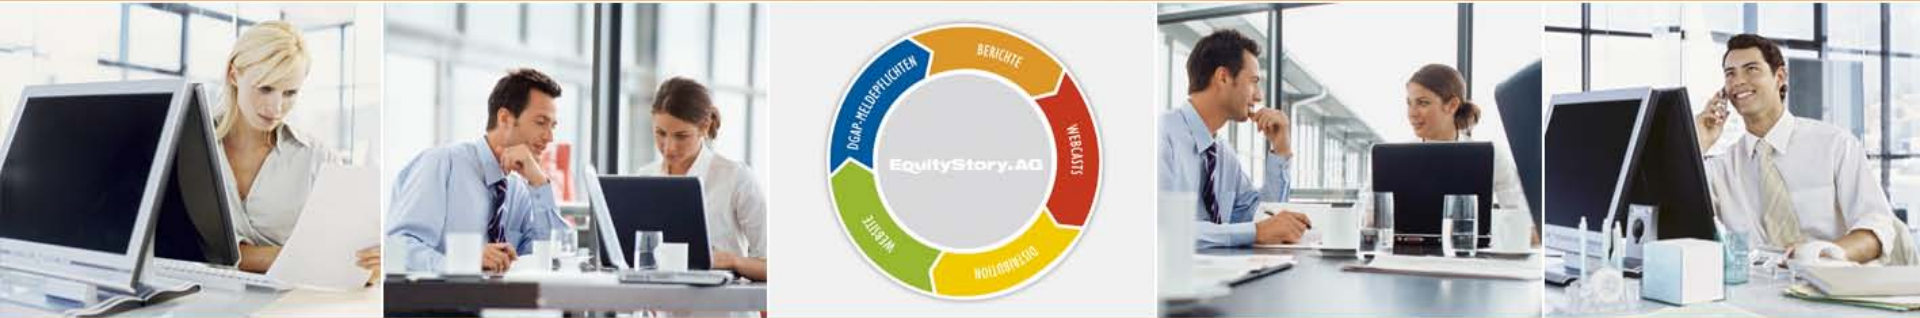 BERICHTE
WEBCASTS
DISTRIBUTION
WEBSITE
DGAP-MELDEPFLICHTEN
EquityStory.AG